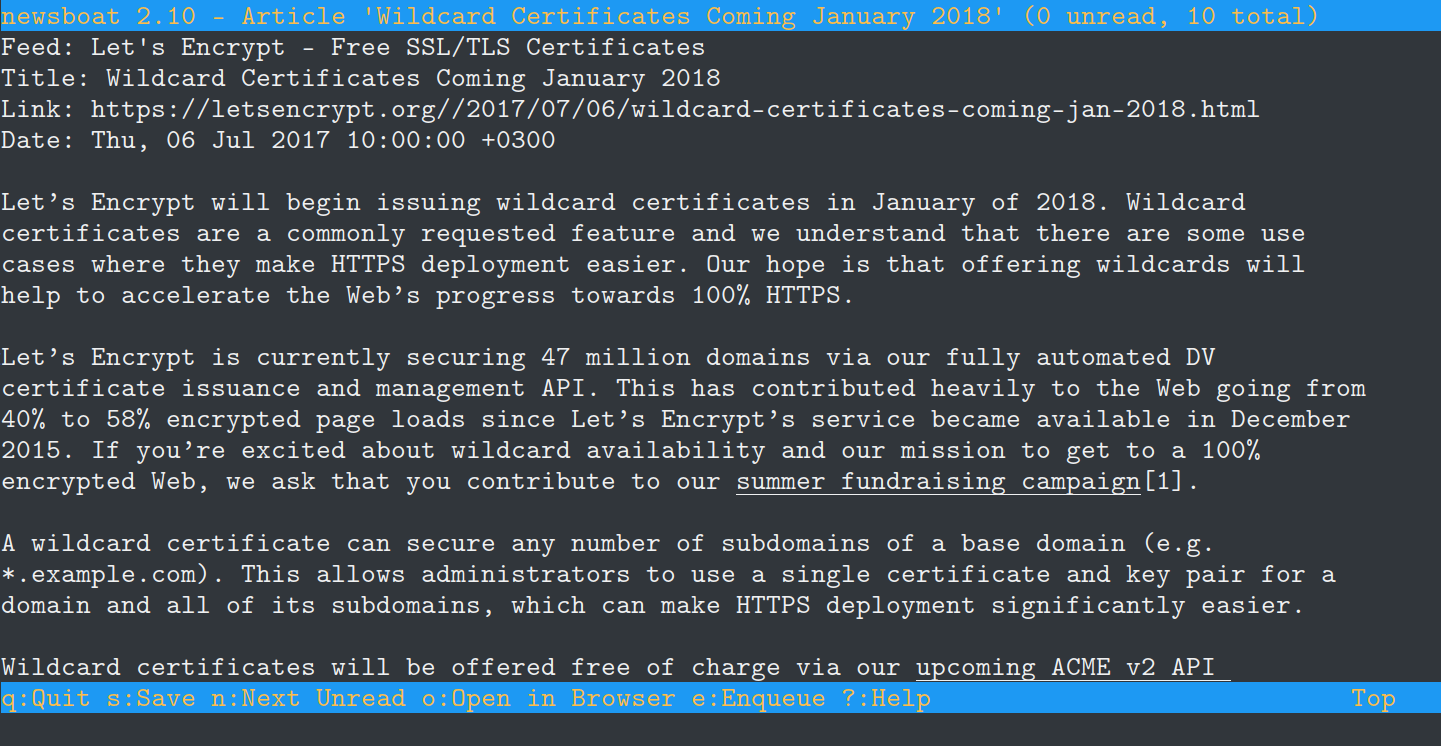 newsboat 2.10 - Article 'Wildcard Certificates Coming January 2018' (0 unread, 10 total)
Feed: Let's Encrypt - Free SSL/TLS Certificates
Title: Wildcard Certificates Coming January 2018
Link: https://letsencrypt.org//2017/07/06/wildcard-certificates-coming-jan-2018.html
Date: Thu, 06 Jul 2017 10:00:00 +0300
Let’s Encrypt will begin issuing wildcard certificates in January of 2018. Wildcard
certificates are a commonly requested feature and we understand that there are some use
cases where they make HTTPS deployment easier. Our hope is that offering wildcards will
help to accelerate the Web’s progress towards 100% HTTPS.
Let’s Encrypt is currently securing 47 million domains via our fully automated DV
certificate issuance and management API. This has contributed heavily to the Web going from
40% to 58% encrypted page loads since Let’s Encrypt’s service became available in December
2015. If you’re excited about wildcard availability and our mission to get to a 100%
encrypted Web, we ask that you contribute to our summer fundraising campaign[1].
A wildcard certificate can secure any number of subdomains of a base domain (e.g.
*.example.com). This allows administrators to use a single certificate and key pair for a
domain and all of its subdomains, which can make HTTPS deployment significantly easier.
Wildcard certificates will be offered free of charge via our upcoming ACME v2 API
q:Quit s:Save n:Next Unread o:Open in Browser e:Enqueue ?:Help Top